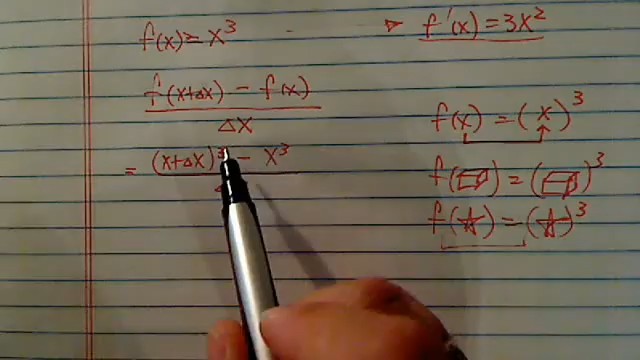 f(x) = x³
f(x+Δx) - f(x)
Δx
= (x+Δx)³ - x³
▷ f'(x) = 3x²
f(x) = (x)³
f(▱) = (▱)³
f(☆) = (☆)³